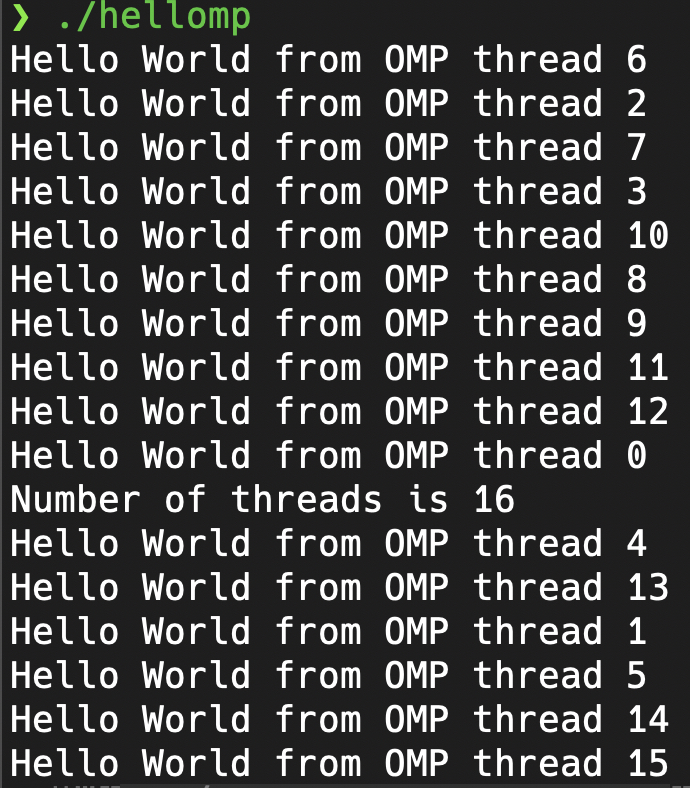 ❯ ./hellomp
Hello World from OMP thread 6
Hello World from OMP thread 2
Hello World from OMP thread 7
Hello World from OMP thread 3
Hello World from OMP thread 10
Hello World from OMP thread 8
Hello World from OMP thread 9
Hello World from OMP thread 11
Hello World from OMP thread 12
Hello World from OMP thread 0
Number of threads is 16
Hello World from OMP thread 4
Hello World from OMP thread 13
Hello World from OMP thread 1
Hello World from OMP thread 5
Hello World from OMP thread 14
Hello World from OMP thread 15